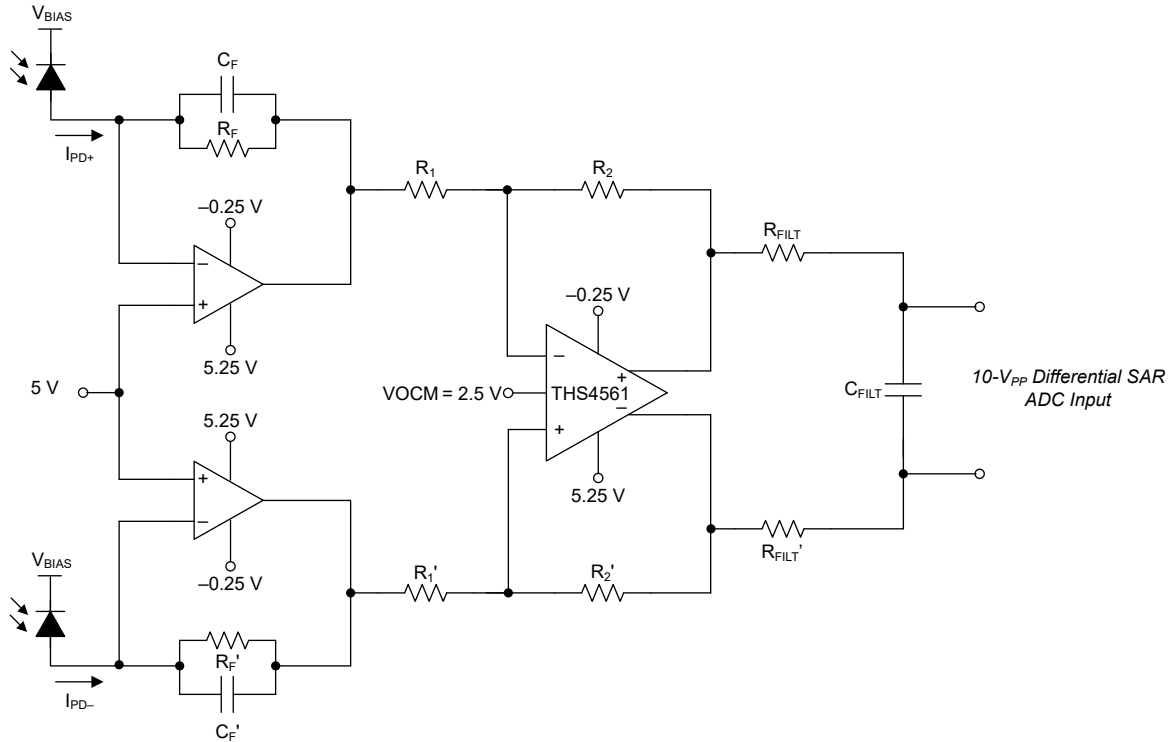 V_BIAS
C_F
R_F
I_PD+
–0.25 V
−
+
5.25 V
R_1
R_2
R_FILT
–0.25 V
5 V
VOCM = 2.5 V
−
+
THS4561
+
−
5.25 V
C_FILT
10-V_PP Differential SAR
ADC Input
5.25 V
+
−
–0.25 V
V_BIAS
R_1'
R_2'
R_FILT'
R_F'
I_PD–
C_F'